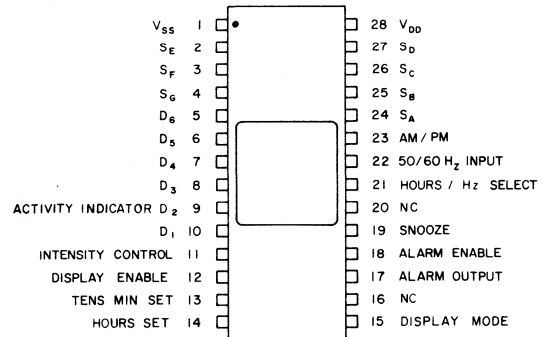 V_SS 1
S_E 2
S_F 3
S_G 4
D_6 5
D_5 6
D_4 7
D_3 8
ACTIVITY INDICATOR D_2 9
D_1 10
INTENSITY CONTROL 11
DISPLAY ENABLE 12
TENS MIN SET 13
HOURS SET 14
28 V_DD
27 S_D
26 S_C
25 S_B
24 S_A
23 AM / PM
22 50/60 H_Z INPUT
21 HOURS / Hz SELECT
20 NC
19 SNOOZE
18 ALARM ENABLE
17 ALARM OUTPUT
16 NC
15 DISPLAY MODE